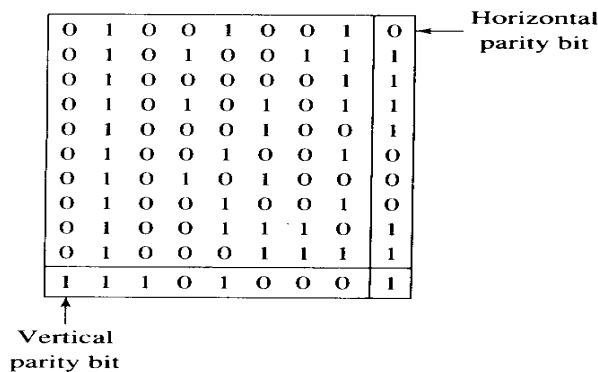 Horizontal
parity bit
0 1 0 0 1 0 0 1 0
0 1 0 1 0 0 1 1 1
0 1 0 0 0 0 0 1 1
0 1 0 1 0 1 0 1 1
0 1 0 0 0 1 0 0 1
0 1 0 0 1 0 0 1 0
0 1 0 1 0 1 0 0 0
0 1 0 0 1 0 0 1 0
0 1 0 0 1 1 1 0 1
0 1 0 0 0 1 1 1 1
1 1 1 0 1 0 0 0 1
Vertical
parity bit